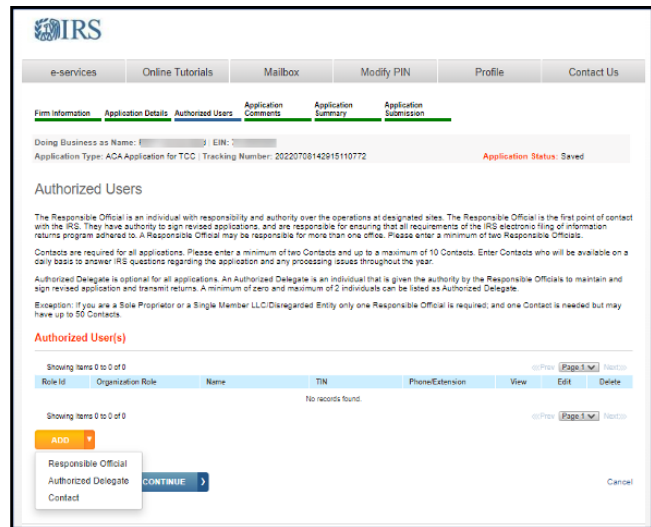 IRS
e-services Online Tutorials Mailbox Modify PIN Profile Contact Us
Firm Information Application Details Authorized Users Application Comments Application Summary Application Submission
Doing Business as Name: EIN:
Application Type: ACA Application for TCC | Tracking Number: 20220708142915110772 Application Status: Saved
Authorized Users
The Responsible Official is an individual with responsibility and authority over the operations at designated sites. The Responsible Official is the first point of contact
with the IRS. They have authority to sign revised applications, and are responsible for ensuring that all requirements of the IRS electronic filing of information
returns program adhered to. A Responsible Official may be responsible for more than one office. Please enter a minimum of two Responsible Officials.
Contacts are required for all applications. Please enter a minimum of two Contacts and up to a maximum of 10 Contacts. Enter Contacts who will be available on a
daily basis to answer IRS questions regarding the application and any processing issues throughout the year.
Authorized Delegate is optional for all applications. An Authorized Delegate is an individual that is given the authority by the Responsible Officials to maintain and
sign revised application and transmit returns. A minimum of zero and maximum of 2 individuals can be listed as Authorized Delegate.
Exception: If you are a Sole Proprietor or a Single Member LLC/Disregarded Entity only one Responsible Official is required; and one Contact is needed but may
have up to 50 Contacts.
Authorized User(s)
Showing items 0 to 0 of 0 Prev Page 1 Next
Role Id Organization Role Name TIN Phone/Extension View Edit Delete
No records found.
Showing items 0 to 0 of 0 Prev Page 1 Next
ADD
Responsible Official
Authorized Delegate CONTINUE Cancel
Contact